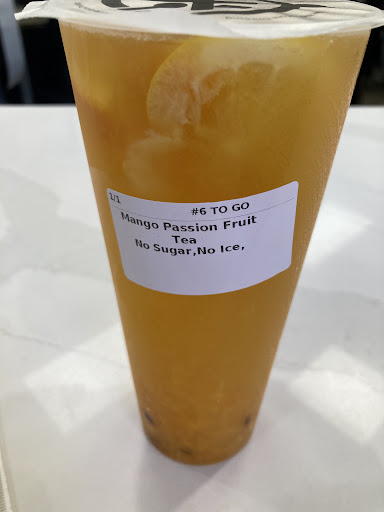 1/1
#6 TO GO
Mango Passion Fruit
Tea
No Sugar,No Ice,